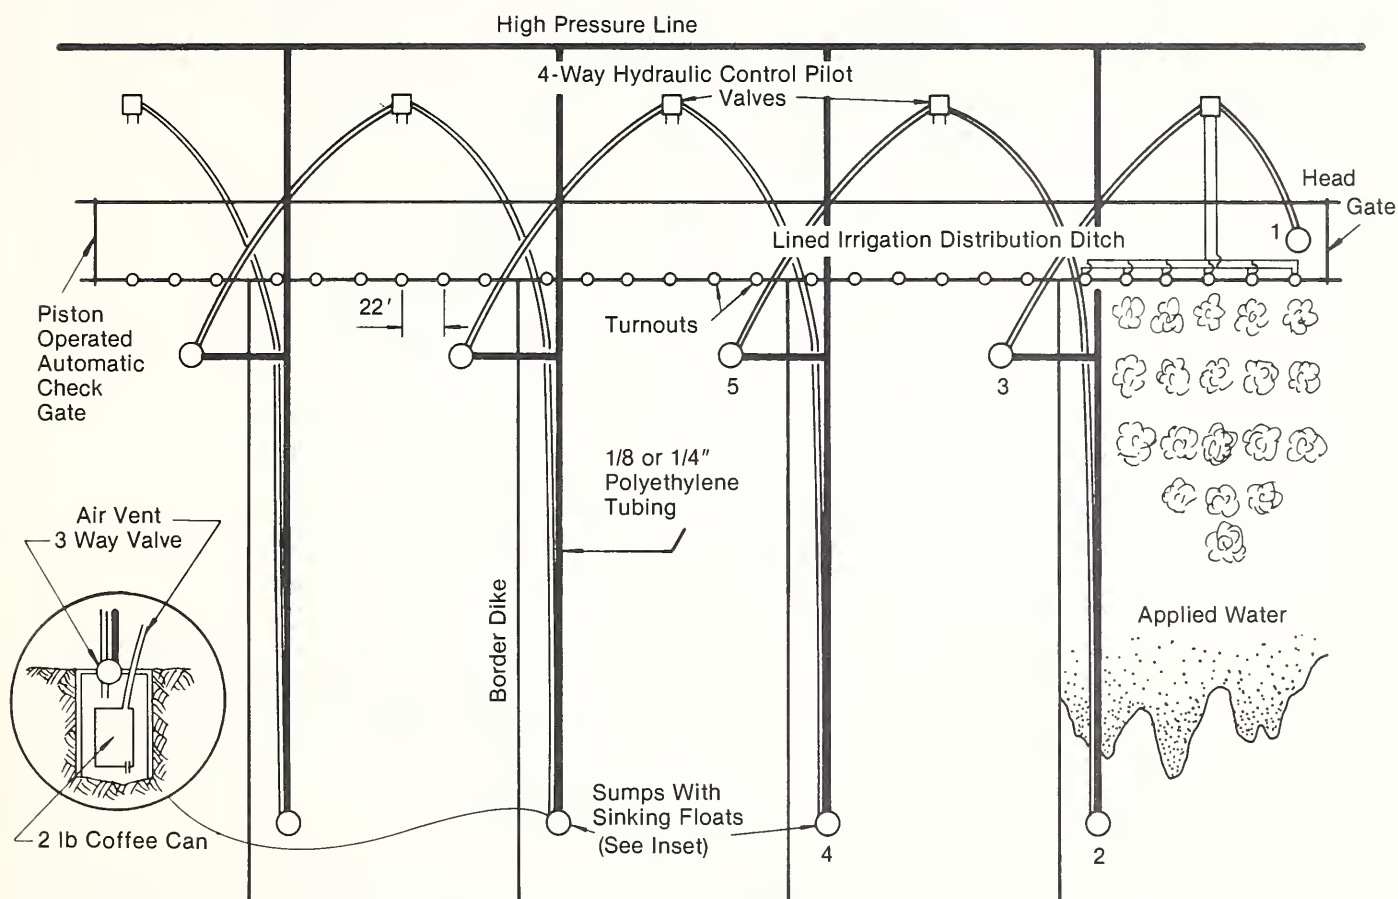 High Pressure Line
4-Way Hydraulic Control Pilot
Valves
Head
Gate
1
Lined Irrigation Distribution Ditch
Piston
Operated
Automatic
Check
Gate
22'
Turnouts
5
3
1/8 or 1/4"
Polyethylene
Tubing
Air Vent
3 Way Valve
Border Dike
Applied Water
2 lb Coffee Can
Sumps With
Sinking Floats
(See Inset)
4
2